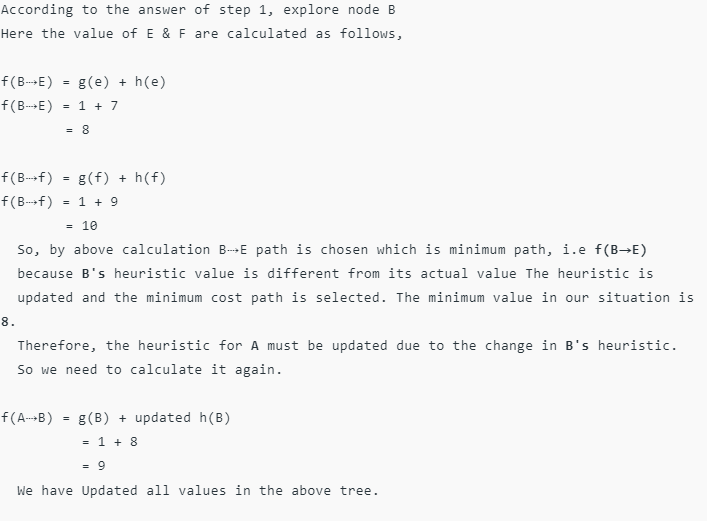 According to the answer of step 1, explore node B
Here the value of E & F are calculated as follows,
f(B⇢E) = g(e) + h(e)
f(B⇢E) = 1 + 7
= 8
f(B⇢f) = g(f) + h(f)
f(B⇢f) = 1 + 9
= 10
So, by above calculation B⇢E path is chosen which is minimum path, i.e f(B→E)
because B's heuristic value is different from its actual value The heuristic is
updated and the minimum cost path is selected. The minimum value in our situation is
8.
Therefore, the heuristic for A must be updated due to the change in B's heuristic.
So we need to calculate it again.
f(A⇢B) = g(B) + updated h(B)
= 1 + 8
= 9
We have Updated all values in the above tree.